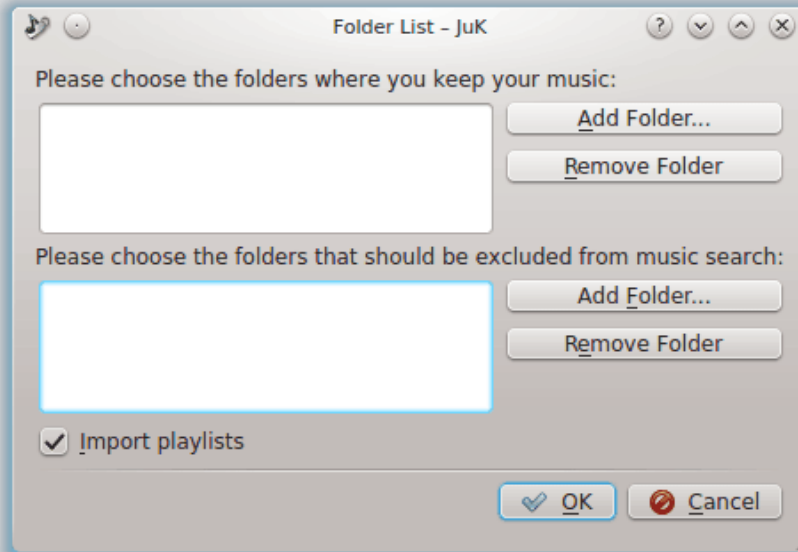 Folder List – JuK
Please choose the folders where you keep your music:
Add Folder...
Remove Folder
Please choose the folders that should be excluded from music search:
Add Folder...
Remove Folder
Import playlists
OK
Cancel